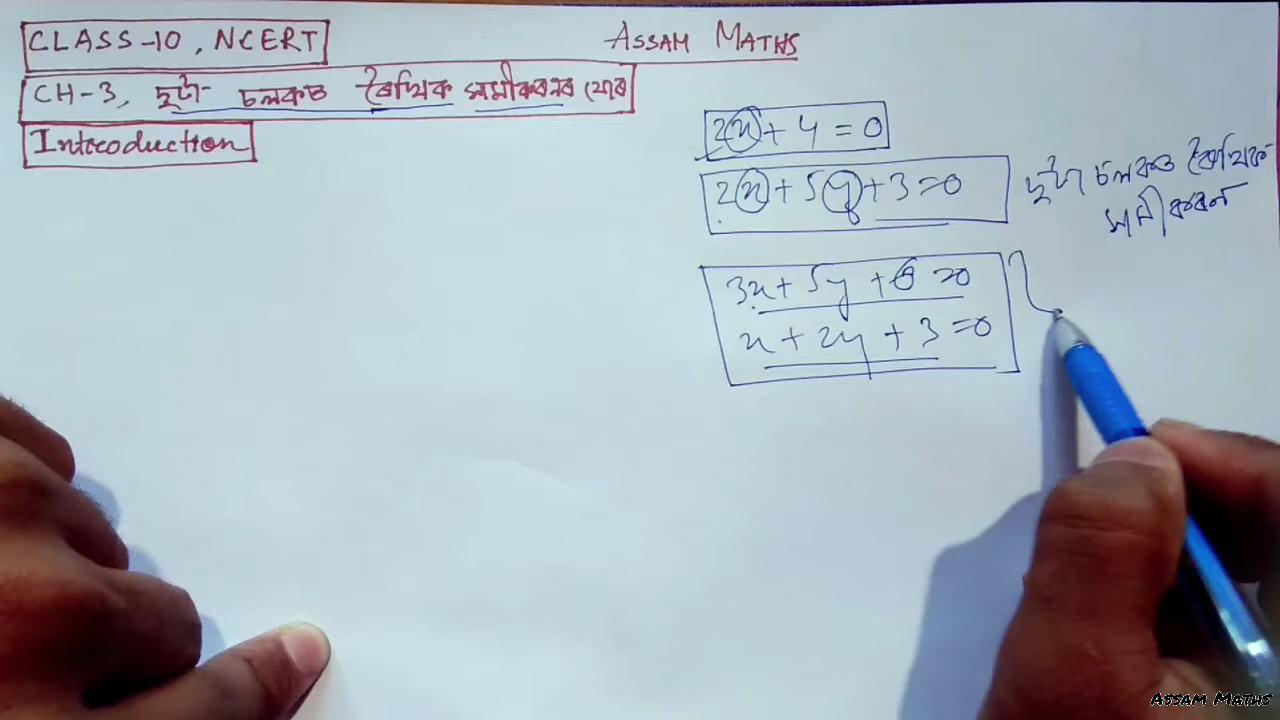 CLASS-10, NCERT
ASSAM MATHS
CH-3, দুটা চলকত ৰৈখিক সমীকৰণৰ যোৰ
Introduction
2x + 4 = 0
2x + 5y + 3 = 0
দুটা চলকত ৰৈখিক
সমীকৰণ
3x + 5y + 6 = 0
x + 2y + 3 = 0
ASSAM MATHS